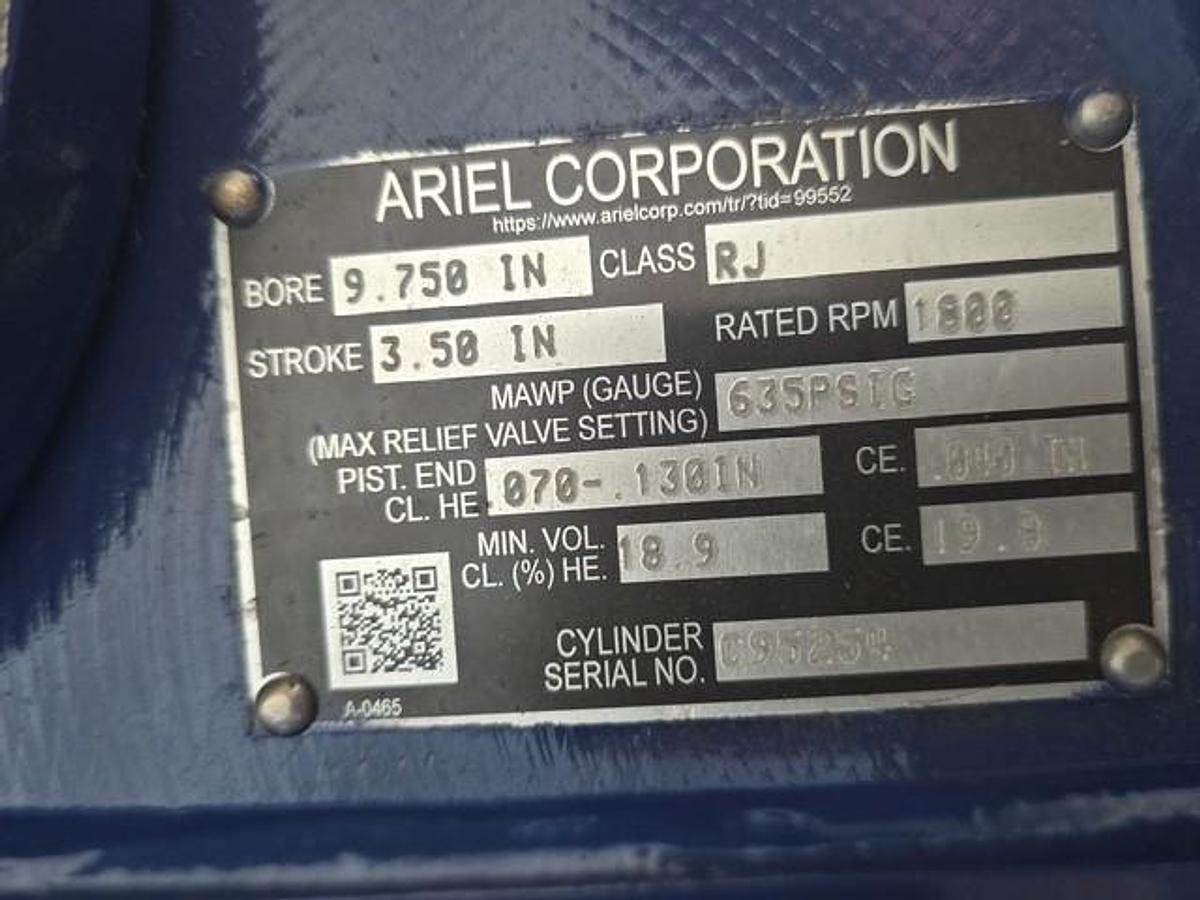 ARIEL CORPORATION
https://www.arielcorp.com/tr/?tid=99552
BORE 9.750 IN CLASS RJ
STROKE 3.50 IN RATED RPM 1800
MAWP (GAUGE) 635PSIG
(MAX RELIEF VALVE SETTING)
PIST. END
CL. HE .070-.130IN CE. .040 IN
MIN. VOL.
CL. (%) HE. 18.9 CE.
CYLINDER
SERIAL NO.
A-0465